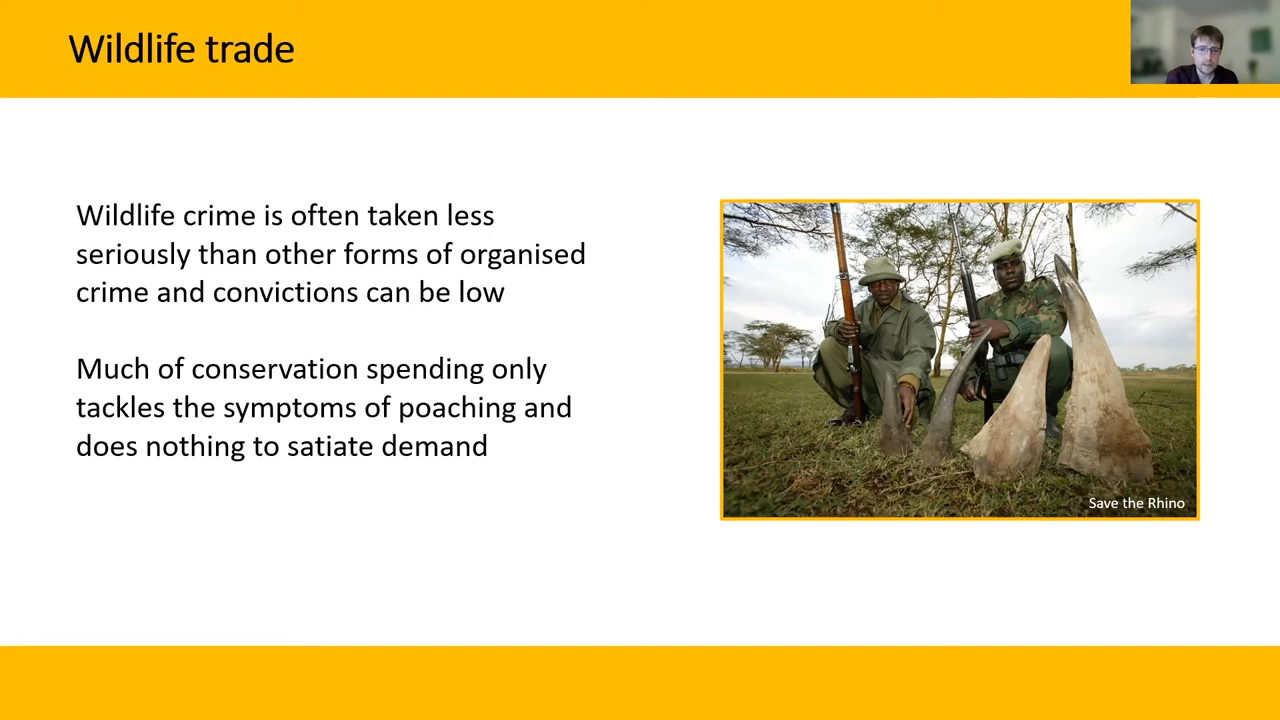 Wildlife trade
Wildlife crime is often taken less
seriously than other forms of organised
crime and convictions can be low
Much of conservation spending only
tackles the symptoms of poaching and
does nothing to satiate demand
Save the Rhino